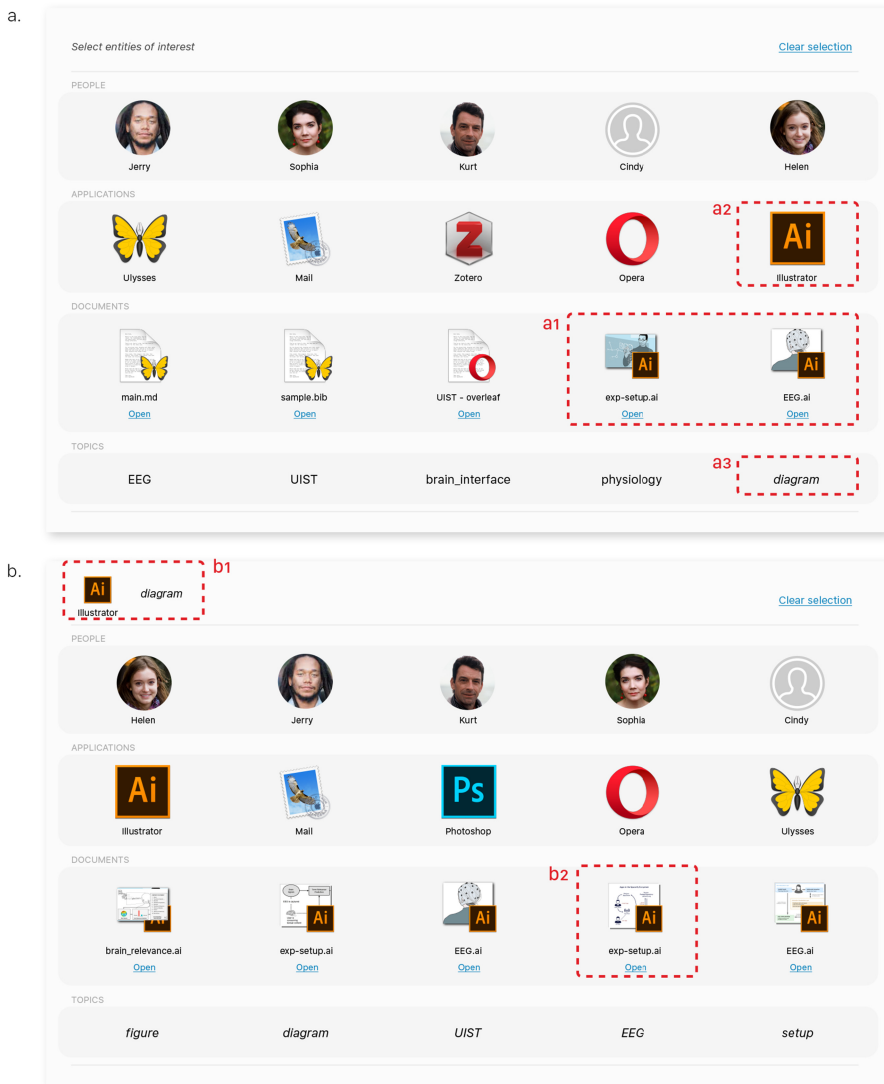 a.
Select entities of interest Clear selection
PEOPLE
Jerry Sophia Kurt Cindy Helen
APPLICATIONS
a2
Ai
Z
Ulysses Mail Zotero Opera Illustrator
DOCUMENTS
a1
Ai Ai
main.md sample.bib UIST - overleaf exp-setup.ai EEG.ai
Open Open Open Open Open
TOPICS
a3
EEG UIST brain_interface physiology diagram
b.
b1
Ai diagram
Illustrator
Clear selection
PEOPLE
Helen Jerry Kurt Sophia Cindy
APPLICATIONS
Ai Ps
Illustrator Mail Photoshop Opera Ulysses
DOCUMENTS
b2
Ai Ai Ai Ai Ai
brain_relevance.ai exp-setup.ai EEG.ai exp-setup.ai EEG.ai
Open Open Open Open Open
TOPICS
figure diagram UIST EEG setup